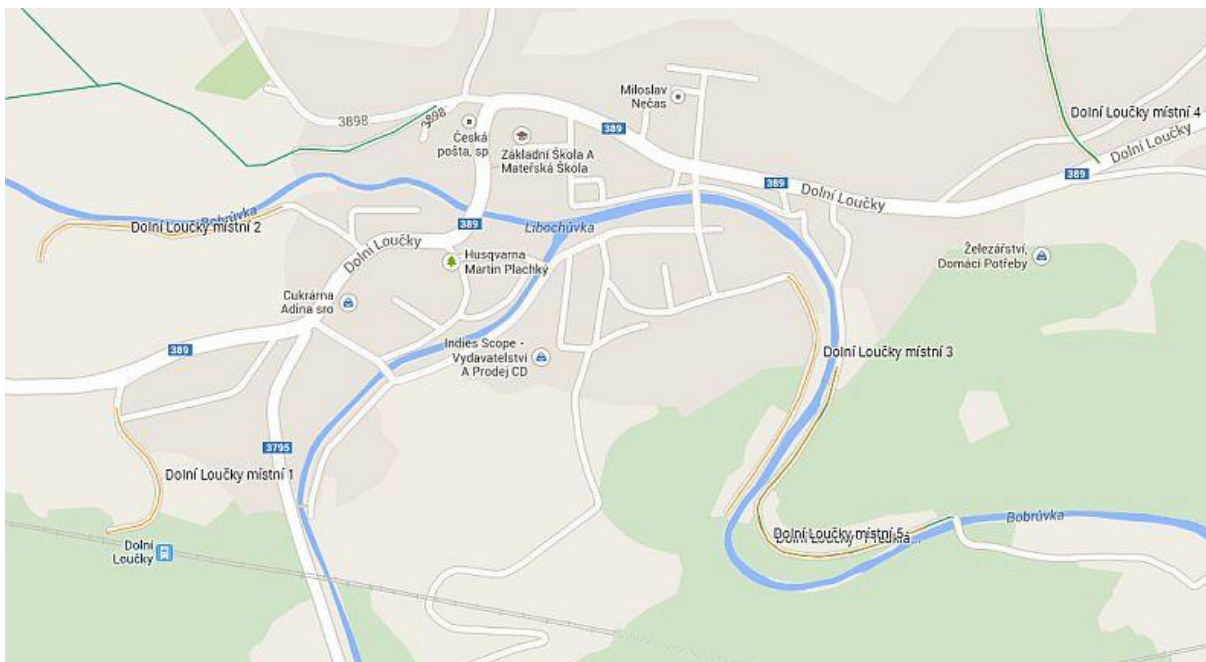 Miloslav
Nečas
Dolní Loučky místní 4
3898
3898
Česká
pošta, sp
Základní Škola A
Mateřská Škola
389
Dolní Loučky
389
389
Dolní Loučky
Bobrůvka
Dolní Loučky místní 2
389
Libochůvka
Dolní Loučky
Husqvarna
Martin Plachký
Železářství,
Domácí Potřeby
Cukrárna
Adina sro
389
Indies Scope -
Vydavatelství
A Prodej CD
Dolní Loučky místní 3
3795
Dolní Loučky místní 1
Dolní
Loučky
Dolní Loučky místní 5
Dolní Loučky
Bobrůvka